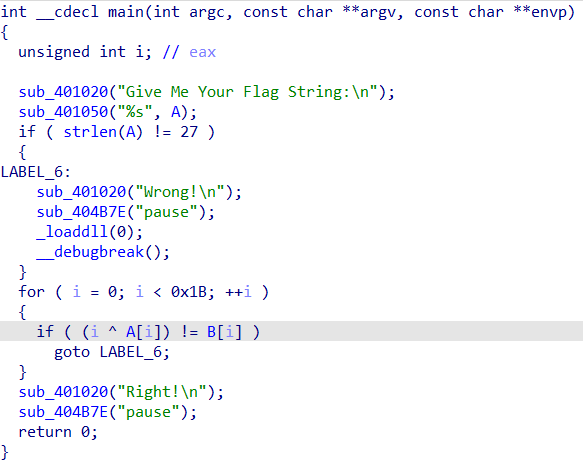 int __cdecl main(int argc, const char **argv, const char **envp)
{
  unsigned int i; // eax

  sub_401020("Give Me Your Flag String:\n");
  sub_401050("%s", A);
  if ( strlen(A) != 27 )
  {
LABEL_6:
    sub_401020("Wrong!\n");
    sub_404B7E("pause");
    _loaddll(0);
    __debugbreak();
  }
  for ( i = 0; i < 0x1B; ++i )
  {
    if ( (i ^ A[i]) != B[i] )
      goto LABEL_6;
  }
  sub_401020("Right!\n");
  sub_404B7E("pause");
  return 0;
}